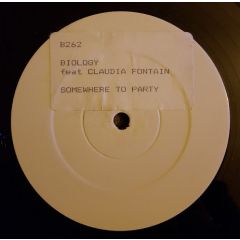 B262
BIOLOGY
feat CLAUDIA FONTAIN
SOMEWHERE TO PARTY